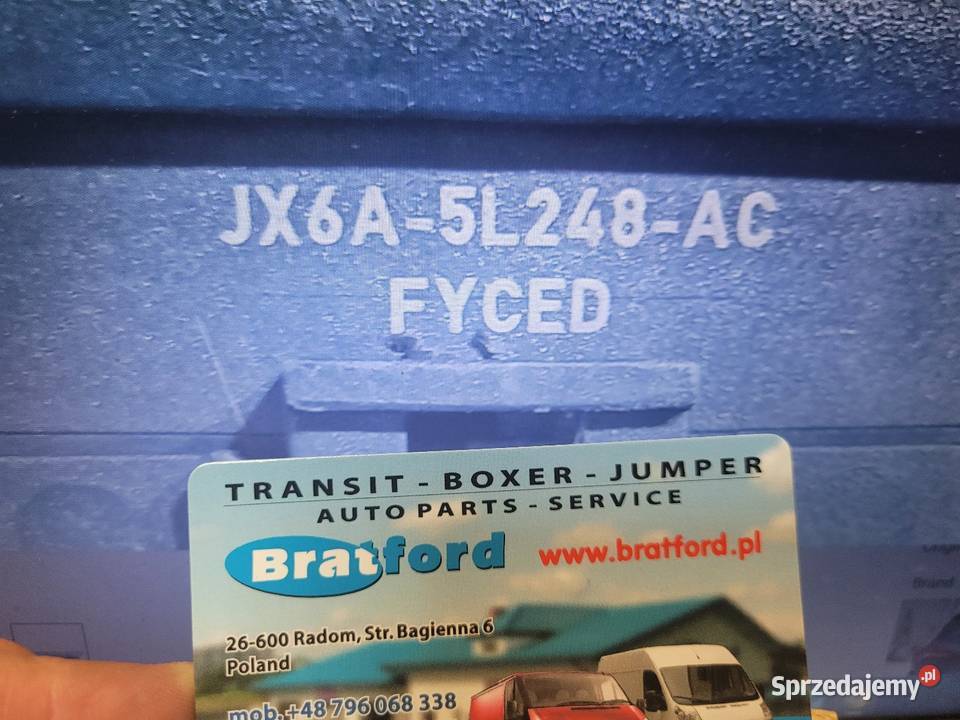 JX6A-5L248-AC
FYCED
TRANSIT - BOXER - JUMPER
AUTO PARTS - SERVICE
Bratford
www.bratford.pl
26-600 Radom, Str. Bagienna 6
Poland
mob. +48 796 068 338
Brand
Sprzedajemy.pl